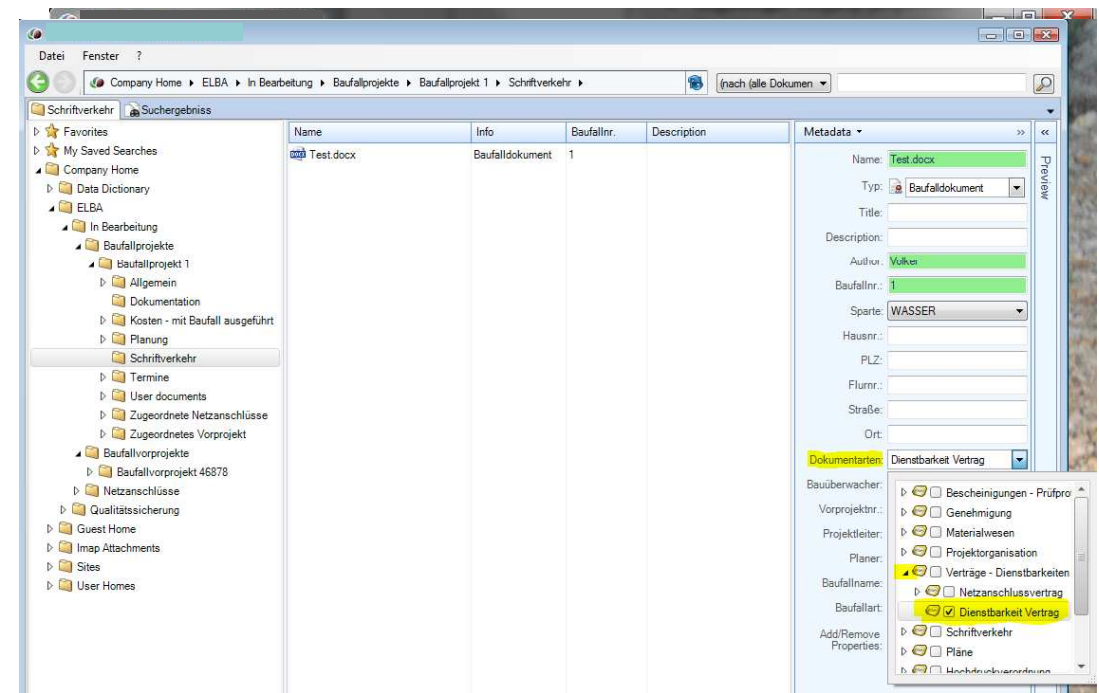 Datei Fenster ?
Company Home ELBA In Bearbeitung Baufallprojekte Baufallprojekt 1 Schriftverkehr
(nach (alle Dokumen
Schriftverkehr Suchergebniss
Favorites
My Saved Searches
Company Home
Data Dictionary
ELBA
In Bearbeitung
Baufallprojekte
Baufallprojekt 1
Allgemein
Dokumentation
Kosten - mit Baufall ausgeführt
Planung
Schriftverkehr
Termine
User documents
Zugeordnete Netzanschlüsse
Zugeordnetes Vorprojekt
Baufallvorprojekte
Baufallvorprojekt 46878
Netzanschlüsse
Qualitätssicherung
Guest Home
Imap Attachments
Sites
User Homes
Name Info Baufallnr. Description
Test.docx Baufalldokument 1
Metadata
Preview
Name: Test.docx
Typ: Baufalldokument
Title:
Description:
Author: Volker
Baufallnr.: 1
Sparte: WASSER
Hausnr.:
PLZ:
Flurnr.:
Straße:
Ort:
Dokumentarten: Dienstbarkeit Vertrag
Bauüberwacher:
Vorprojektnr.:
Projektleiter:
Planer:
Baufallname:
Baufallart:
Add/Remove
Properties:
Bescheinigungen - Prüfpro
Genehmigung
Materialwesen
Projektorganisation
Verträge - Dienstbarkeiten
Netzanschlussvertrag
Dienstbarkeit Vertrag
Schriftverkehr
Pläne
Hochdruckverordnung